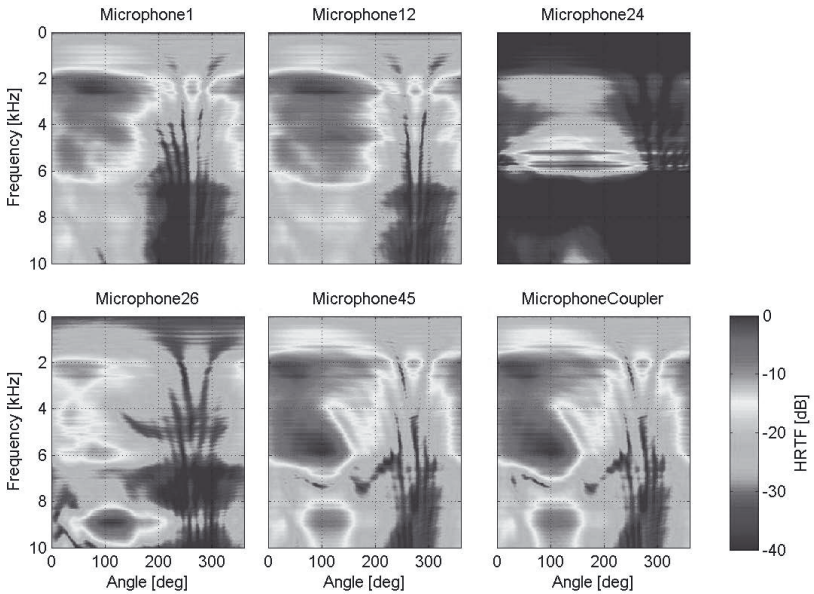 Microphone1
Microphone12
Microphone24
0
2
4
6
8
10
Frequency [kHz]
Microphone26
Microphone45
MicrophoneCoupler
0
2
4
6
8
10
Frequency [kHz]
0 100 200 300
Angle [deg]
0 100 200 300
Angle [deg]
0 100 200 300
Angle [deg]
0
-10
-20
-30
-40
HRTF [dB]